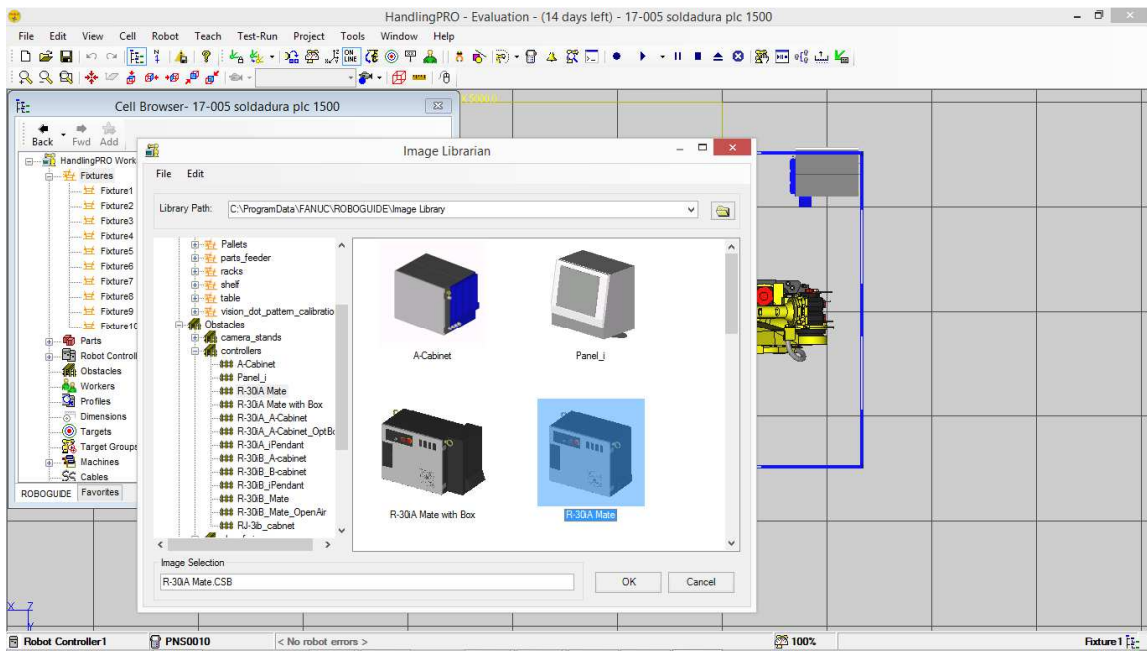 HandlingPRO - Evaluation - (14 days left) - 17-005 soldadura plc 1500
File Edit View Cell Robot Teach Test-Run Project Tools Window Help
Cell Browser- 17-005 soldadura plc 1500
Back Fwd Add
HandlingPRO Work
Fixtures
Fixture1
Fixture2
Fixture3
Fixture4
Fixture5
Fixture6
Fixture7
Fixture8
Fixture9
Fixture10
Parts
Robot Controll
Obstacles
Workers
Profiles
Dimensions
Targets
Target Groups
Machines
Cables
ROBOGUIDE Favorites
Image Librarian
File Edit
Library Path: C:\ProgramData\FANUC\ROBOGUIDE\Image Library
Pallets
parts_feeder
racks
shelf
table
vision_dot_pattern_calibratio
Obstacles
camera_stands
controllers
A-Cabinet
Panel_i
R-30iA Mate
R-30iA Mate with Box
R-30iA_A-Cabinet
R-30iA_A-Cabinet_OptBo
R-30iA_iPendant
R-30iB_A-cabinet
R-30iB_B-cabinet
R-30iB_iPendant
R-30iB_Mate
R-30iB_Mate_OpenAir
RJ-3ib_cabnet
A-Cabinet
Panel_i
R-30iA Mate with Box
R-30iA Mate
Image Selection
R-30iA Mate.CSB
OK Cancel
X Z
Y
Robot Controller1 PNS0010 < No robot errors > 100% Fixture1